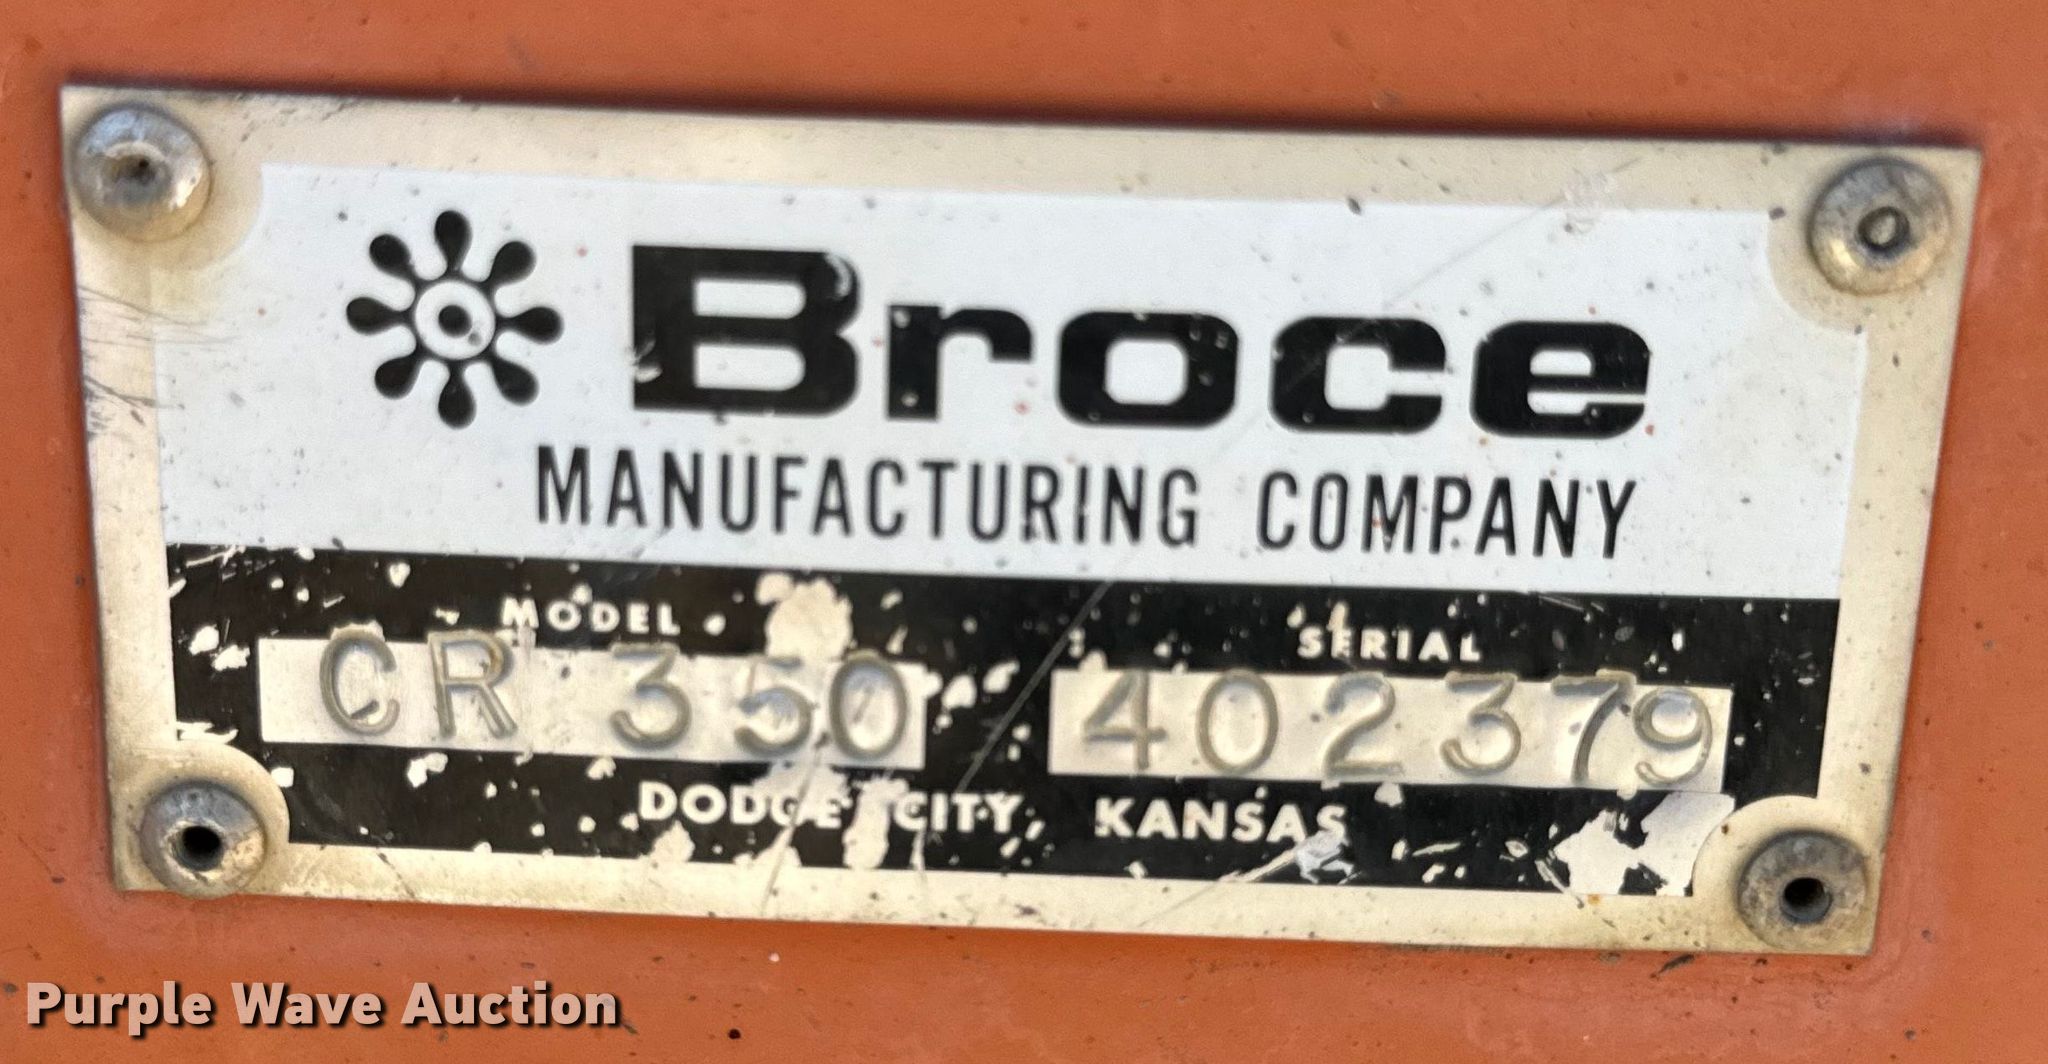 Broce
MANUFACTURING COMPANY
MODEL SERIAL
CR 350 402379
DODGE CITY, KANSAS
Purple Wave Auction